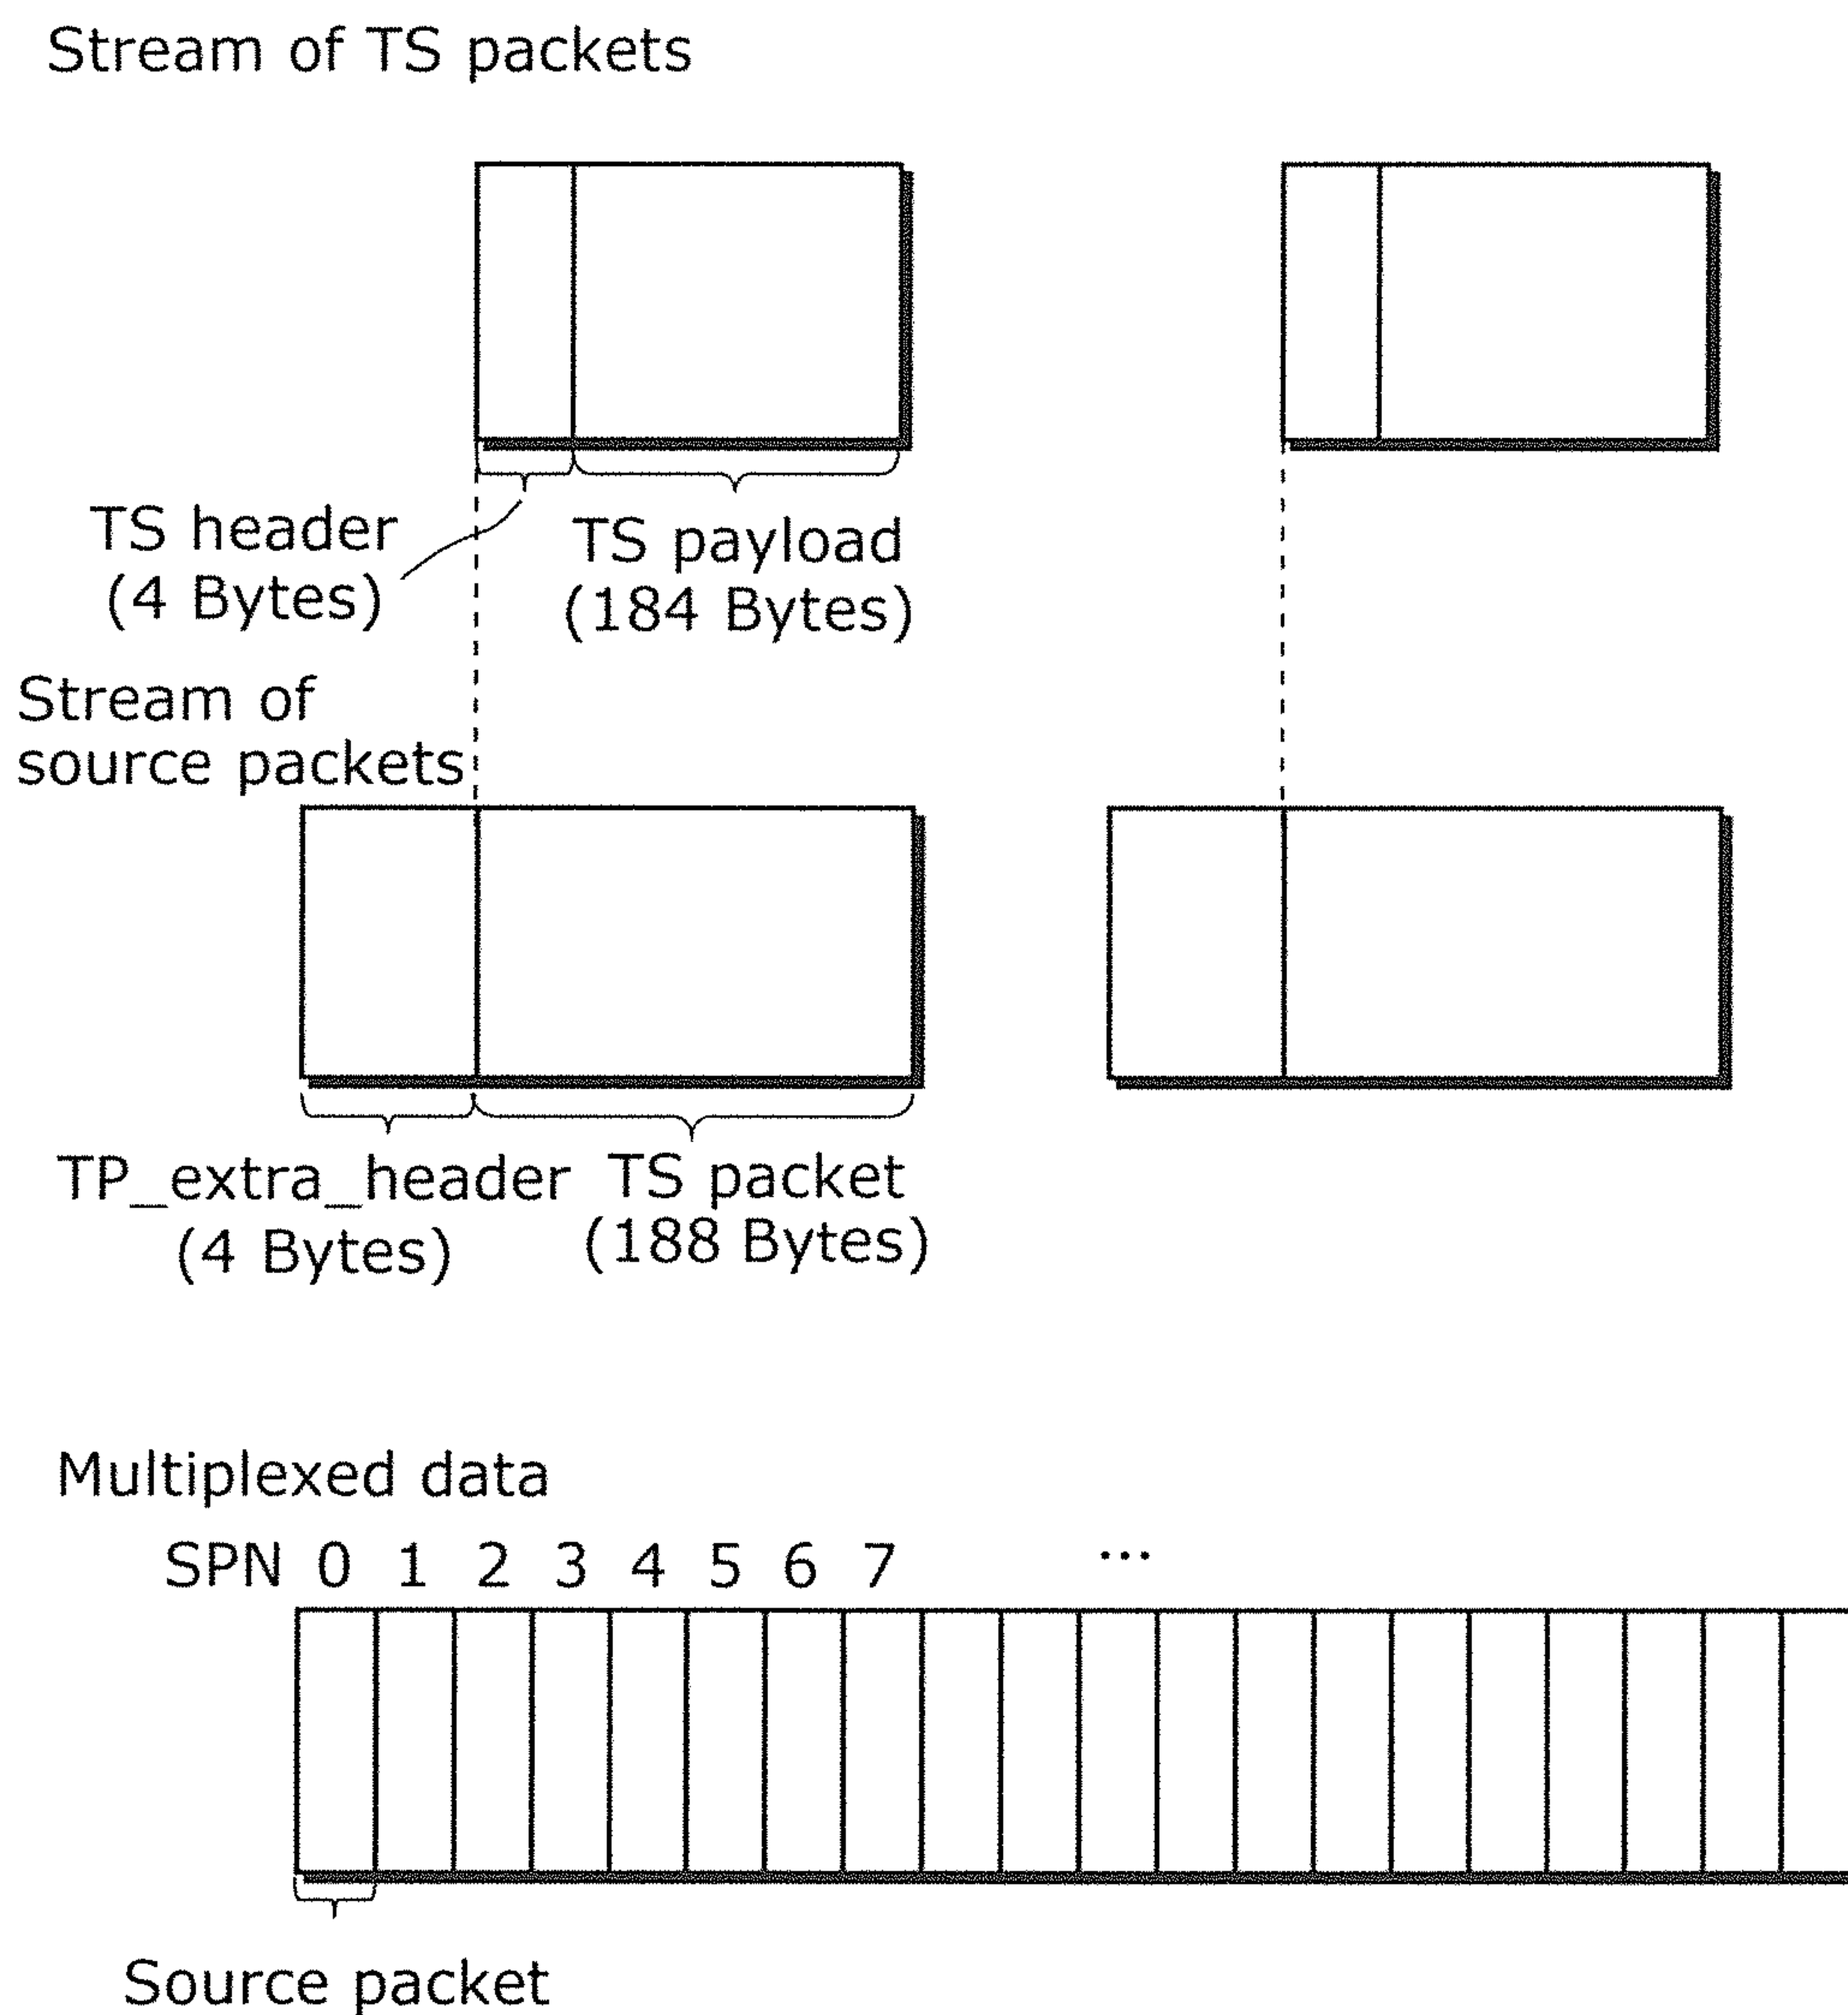 Stream of TS packets
TS header
(4 Bytes)
TS payload
(184 Bytes)
Stream of
source packets
TP_extra_header
(4 Bytes)
TS packet
(188 Bytes)
Multiplexed data
SPN 0 1 2 3 4 5 6 7 ...
Source packet